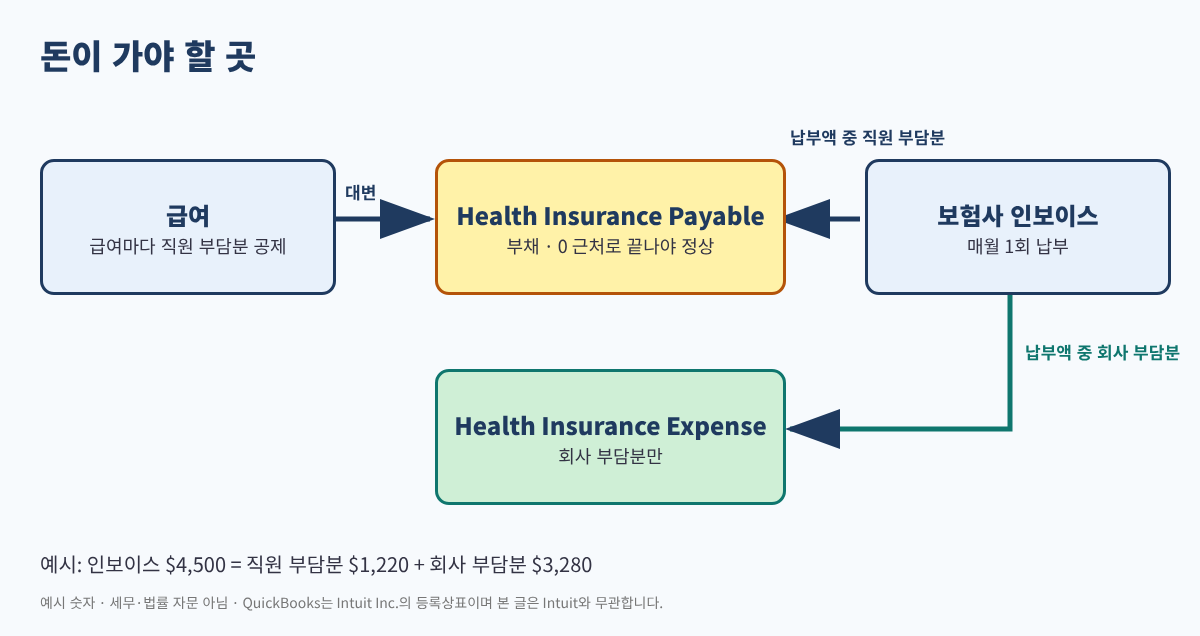 돈이 가야 할 곳
납부액 중 직원 부담분
대변
급여
급여마다 직원 부담분 공제
Health Insurance Payable
부채 · 0 근처로 끝나야 정상
보험사 인보이스
매월 1회 납부
납부액 중 회사 부담분
Health Insurance Expense
회사 부담분만
예시: 인보이스 $4,500 = 직원 부담분 $1,220 + 회사 부담분 $3,280
예시 숫자 · 세무·법률 자문 아님 · QuickBooks는 Intuit Inc.의 등록상표이며 본 글은 Intuit와 무관합니다.